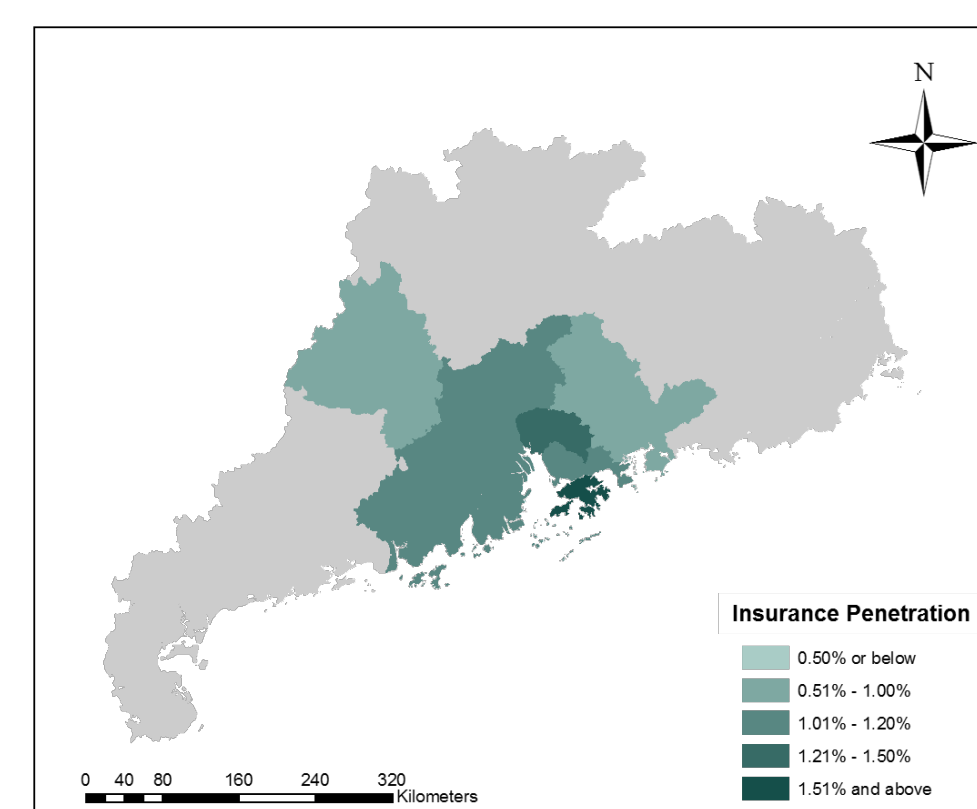 N
Insurance Penetration
0.50% or below
0.51% - 1.00%
1.01% - 1.20%
1.21% - 1.50%
1.51% and above
0 40 80 160 240 320
Kilometers